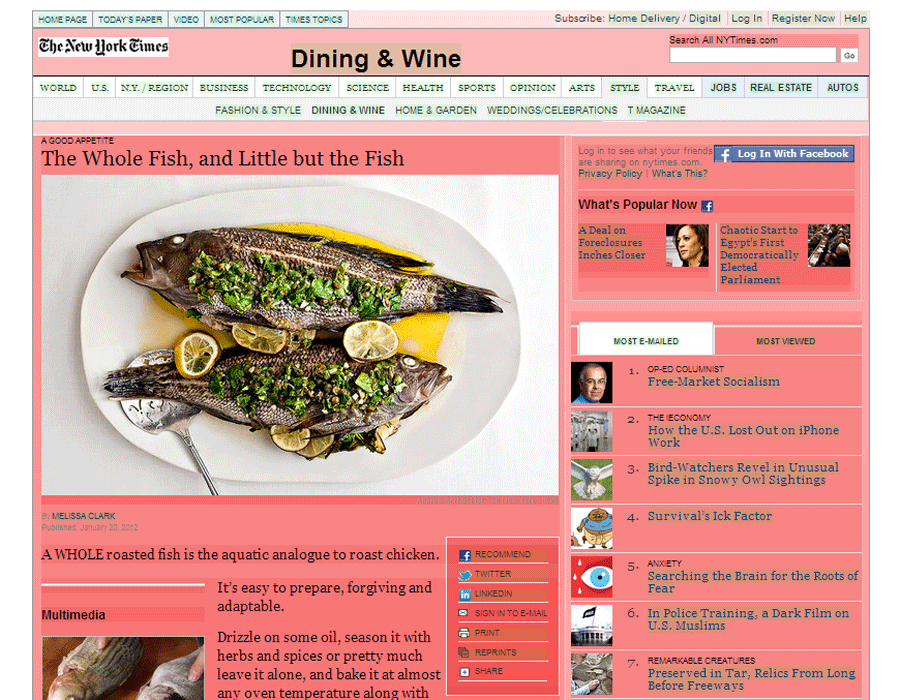 HOME PAGE TODAY'S PAPER VIDEO MOST POPULAR TIMES TOPICS
Subscribe: Home Delivery / Digital Log In Register Now Help
The New York Times
Dining & Wine
Search All NYTimes.com
Go
WORLD U.S. N.Y. / REGION BUSINESS TECHNOLOGY SCIENCE HEALTH SPORTS OPINION ARTS STYLE TRAVEL JOBS REAL ESTATE AUTOS
FASHION & STYLE DINING & WINE HOME & GARDEN WEDDINGS/CELEBRATIONS T MAGAZINE
A GOOD APPETITE
The Whole Fish, and Little but the Fish
By MELISSA CLARK
Published: January 20, 2012
A WHOLE roasted fish is the aquatic analogue to roast chicken.
Multimedia
It's easy to prepare, forgiving and
adaptable.
Drizzle on some oil, season it with
herbs and spices or pretty much
leave it alone, and bake it at almost
any oven temperature along with
RECOMMEND
TWITTER
LINKEDIN
SIGN IN TO E-MAIL
PRINT
REPRINTS
SHARE
Log in to see what your friends
are sharing on nytimes.com.
Privacy Policy | What's This?
Log In With Facebook
What's Popular Now
A Deal on
Foreclosures
Inches Closer
Chaotic Start to
Egypt's First
Democratically
Elected
Parliament
MOST E-MAILED MOST VIEWED
1. OP-ED COLUMNIST
Free-Market Socialism
2. THE IECONOMY
How the U.S. Lost Out on iPhone
Work
3. Bird-Watchers Revel in Unusual
Spike in Snowy Owl Sightings
4. Survival's Ick Factor
5. ANXIETY
Searching the Brain for the Roots of
Fear
6. In Police Training, a Dark Film on
U.S. Muslims
7. REMARKABLE CREATURES
Preserved in Tar, Relics From Long
Before Freeways